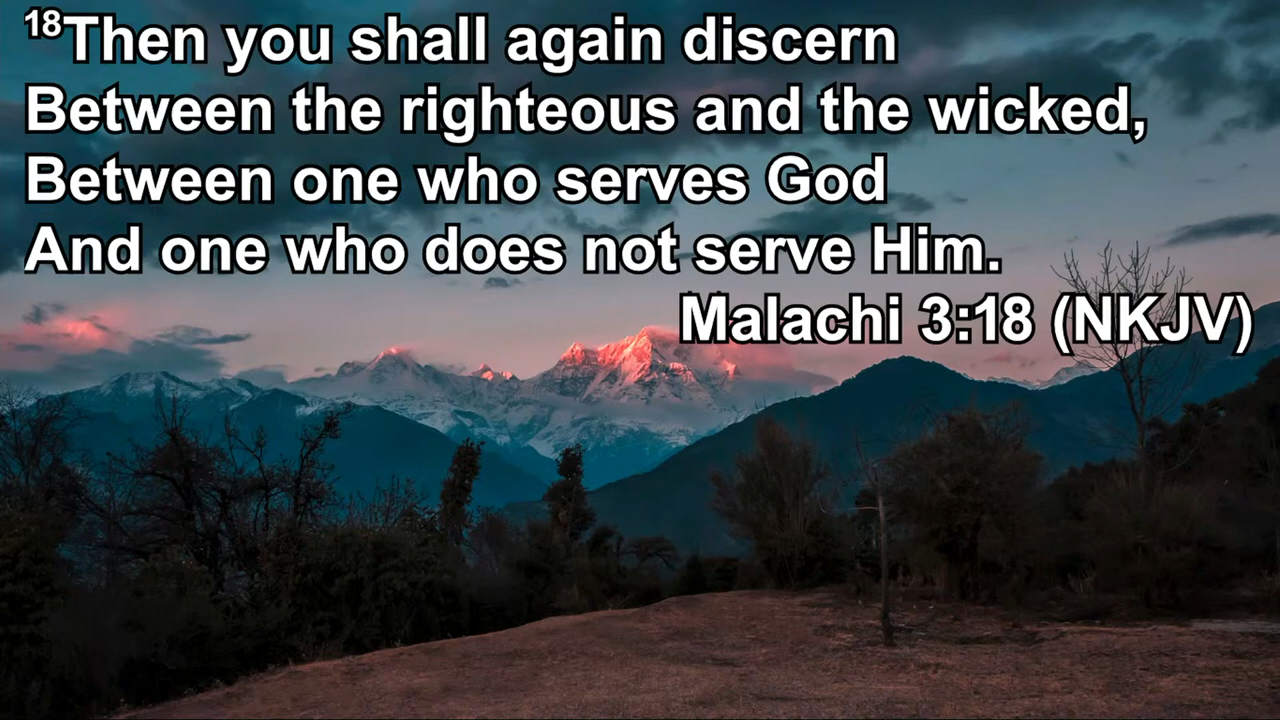 18Then you shall again discern
Between the righteous and the wicked,
Between one who serves God
And one who does not serve Him.
Malachi 3:18 (NKJV)